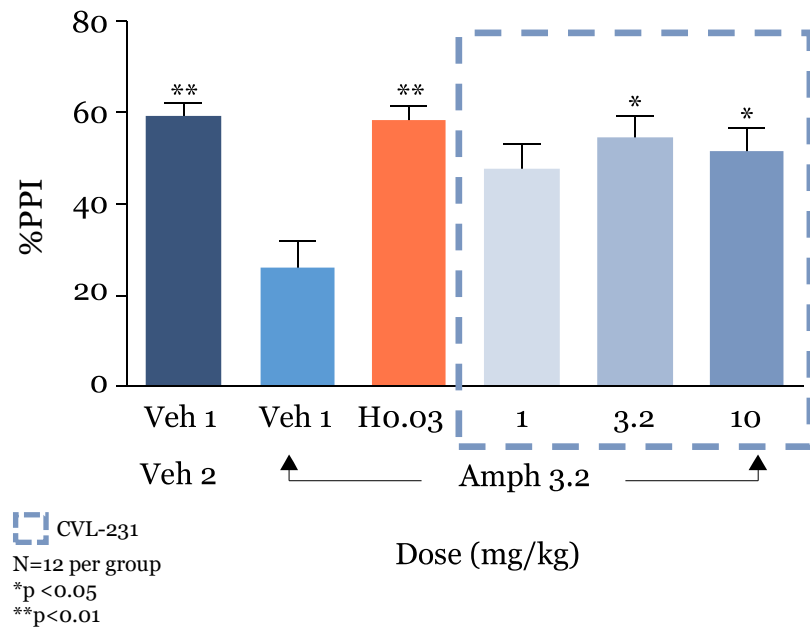 80
60
40
20
0
%PPI
** ** * *
Veh 1 Veh 1 H0.03 1 3.2 10
Veh 2 Amph 3.2
Dose (mg/kg)
CVL-231
N=12 per group
*p <0.05
**p<0.01